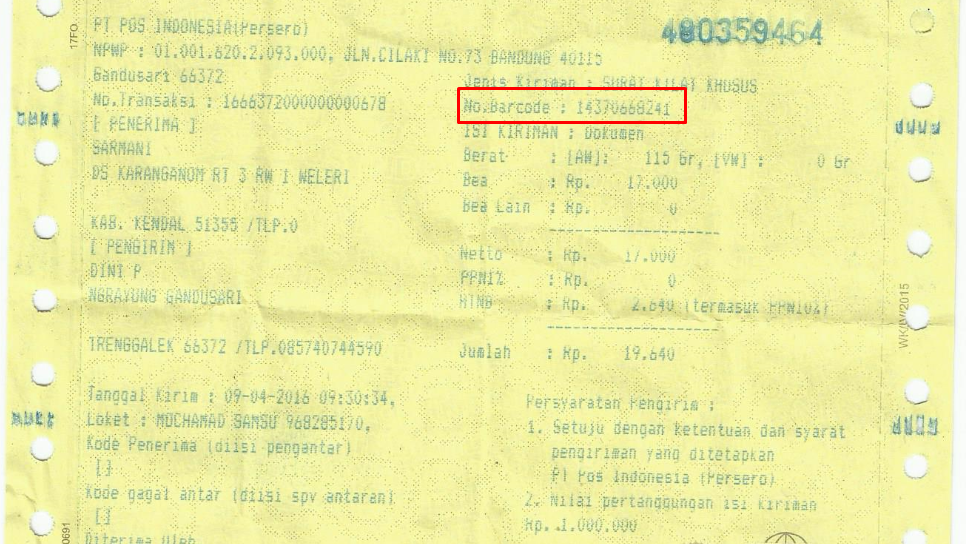 17FO
480359464
PT POS INDONESIA(Persero)
NPWP : 01.001.620.2.093.000, JLN.CILAKI NO.73 BANDUNG 40115
Gandusari 66372
No.Transaksi : 1666372000000000678
[ PENERIMA ]
SARMANI
DS KARANGANOM RT 3 RW 1 WELERI
KAB. KENDAL 51355 /TLP.0
[ PENGIRIM ]
DINI P
NGRAYUNG GANDUSARI
TRENGGALEK 66372 /TLP.085740744590
Tanggal Kirim : 09-04-2016 09:30:34,
Loket : MOCHAMAD SAMSU 968285170,
Kode Penerima (diisi pengantar)
[]
Kode gagal antar (diisi spv antaran)
[]
Diterima Oleh
Jenis Kiriman : SURAT KILAT KHUSUS
No.Barcode : 14370668241
ISI KIRIMAN : Dokumen
Berat : [AW]: 115 Gr, [VW] : 0 Gr
Bea : Rp. 17.000
Bea Lain : Rp. 0
--------------------
Netto : Rp. 17.000
PPN1% : Rp. 0
HTNB : Rp. 2.640 (termasuk PPN10%)
--------------------
Jumlah : Rp. 19.640
Persyaratan Pengirim :
1. Setuju dengan ketentuan dan syarat
pengiriman yang ditetapkan
PT Pos Indonesia (Persero)
2. Nilai pertanggungan isi kiriman
Rp. 1.000.000
WK/IV/2015
0691